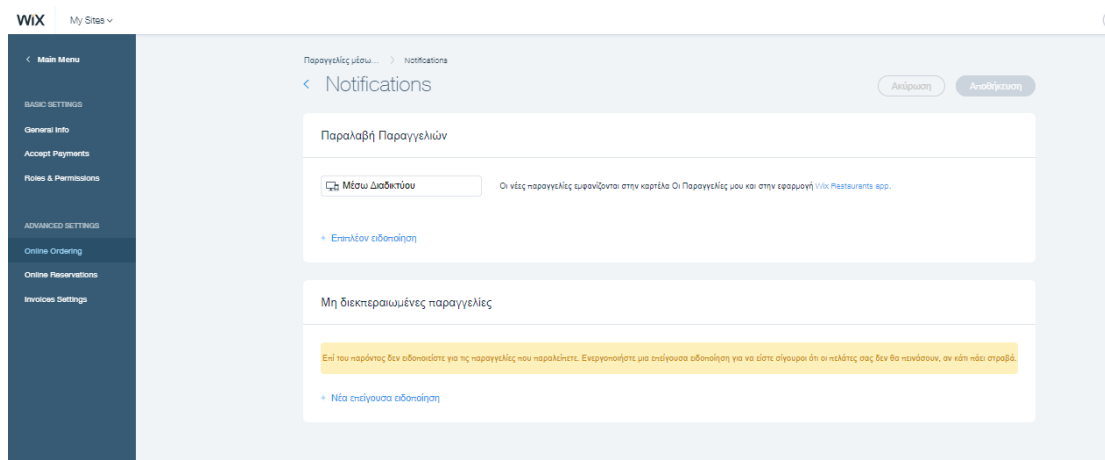 WiX My Sites
< Main Menu
BASIC SETTINGS
General Info
Accept Payments
Roles & Permissions
ADVANCED SETTINGS
Online Ordering
Online Reservations
Invoices Settings
Παραγγελίες μέσω... > Notifications
< Notifications
Ακύρωση Αποθήκευση
Παραλαβή Παραγγελιών
Μέσω Διαδικτύου Οι νέες παραγγελίες εμφανίζονται στην καρτέλα Οι Παραγγελίες μου και στην εφαρμογή Wix Restaurants app.
+ Επιπλέον ειδοποίηση
Μη διεκπεραιωμένες παραγγελίες
Επί του παρόντος δεν ειδοποιείστε για τις παραγγελίες που παραλείπετε. Ενεργοποιήστε μια επείγουσα ειδοποίηση για να είστε σίγουροι ότι οι πελάτες σας δεν θα πεινάσουν, αν κάτι πάει στραβά.
+ Νέα επείγουσα ειδοποίηση